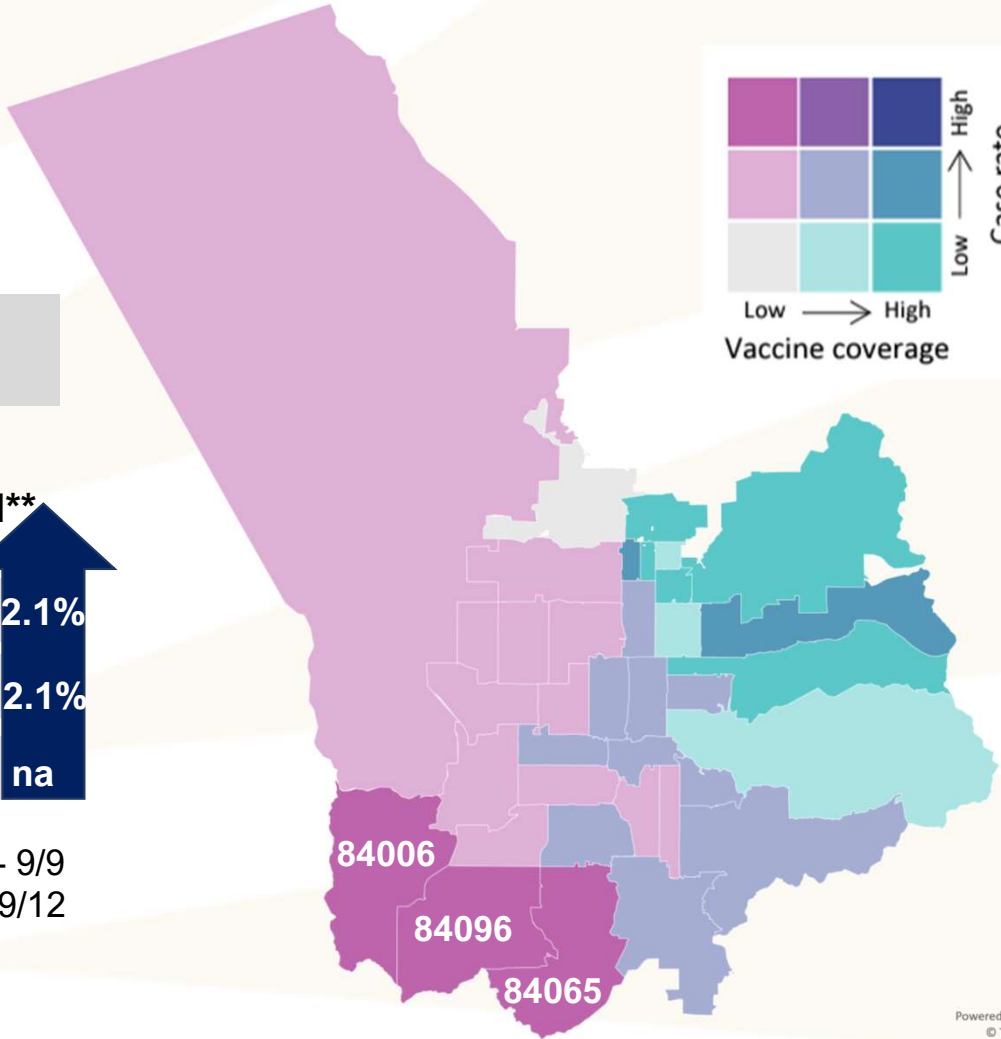 High
Low
Case rate
Low
High
Vaccine coverage
**
2.1%
2.1%
na
- 9/9
9/12
84006
84096
84065
Powered
©